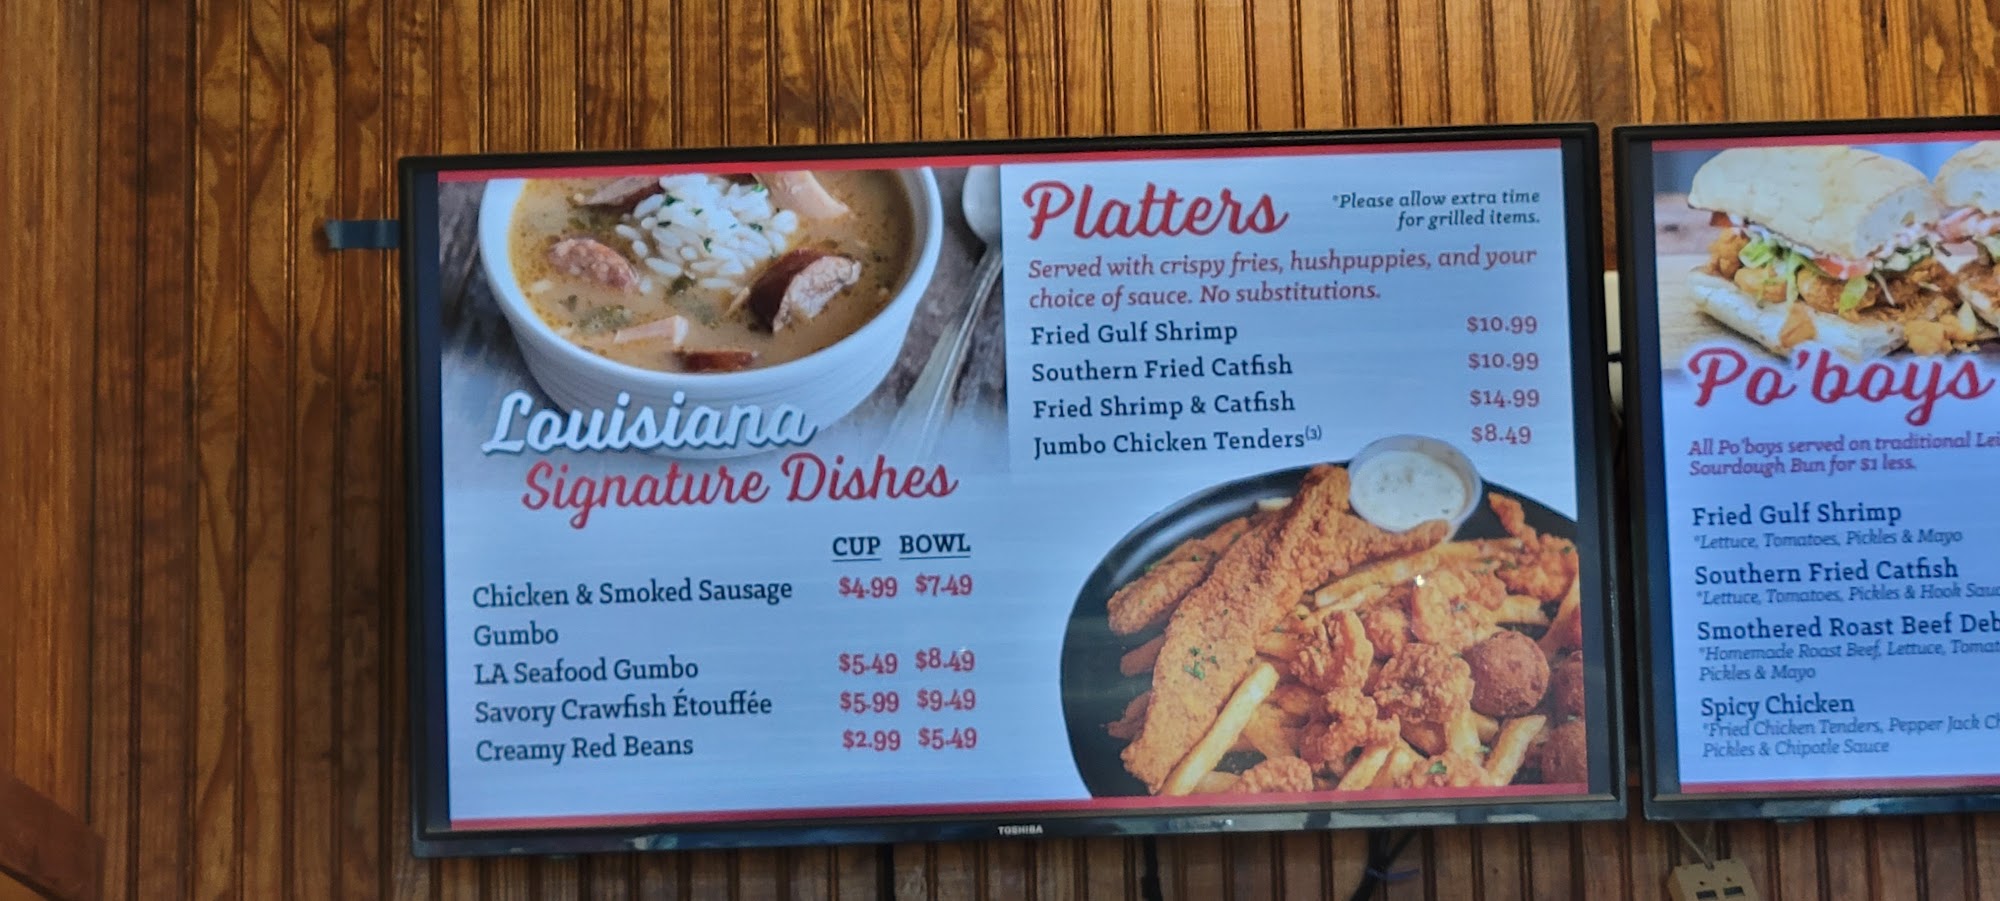 Louisiana
Signature Dishes
CUP BOWL
Chicken & Smoked Sausage $4.99 $7.49
Gumbo
LA Seafood Gumbo $5.49 $8.49
Savory Crawfish Étouffée $5.99 $9.49
Creamy Red Beans $2.99 $5.49
Platters
*Please allow extra time
for grilled items.
Served with crispy fries, hushpuppies, and your
choice of sauce. No substitutions.
Fried Gulf Shrimp $10.99
Southern Fried Catfish $10.99
Fried Shrimp & Catfish $14.99
Jumbo Chicken Tenders(3) $8.49
TOSHIBA
Po'boys
All Po'boys served on traditional
Sourdough Bun for $1 less.
Fried Gulf Shrimp
*Lettuce, Tomatoes, Pickles & Mayo
Southern Fried Catfish
*Lettuce, Tomatoes, Pickles & Hook
Smothered Roast Beef
*Homemade Roast Beef, Lettuce,
Pickles & Mayo
Spicy Chicken
*Fried Chicken Tenders, Pepper Jack
Pickles & Chipotle Sauce